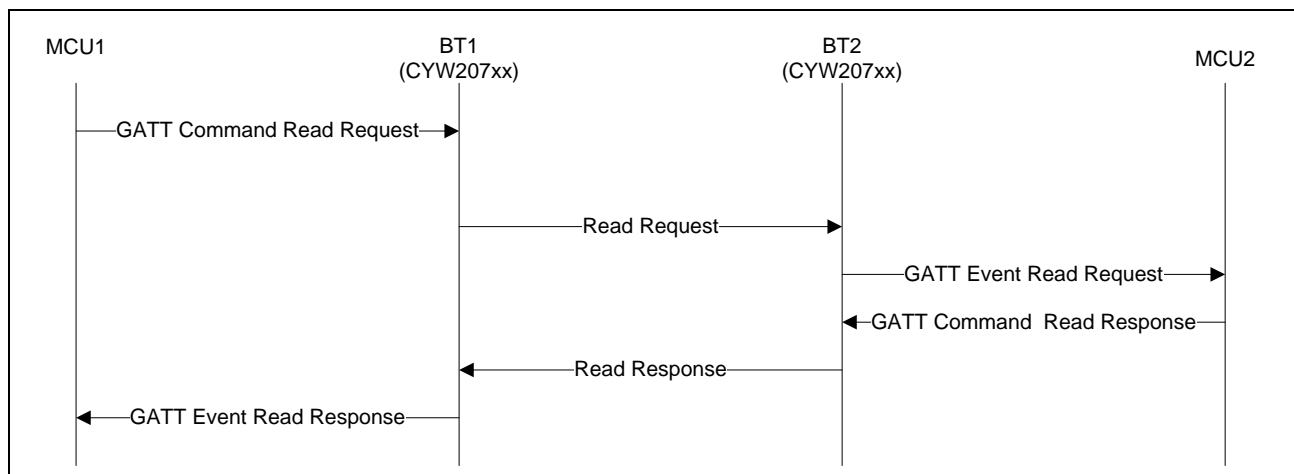 MCU1
BT1
(CYW207xx)
BT2
(CYW207xx)
MCU2
GATT Command Read Request
Read Request
GATT Event Read Request
GATT Command  Read Response
Read Response
GATT Event Read Response